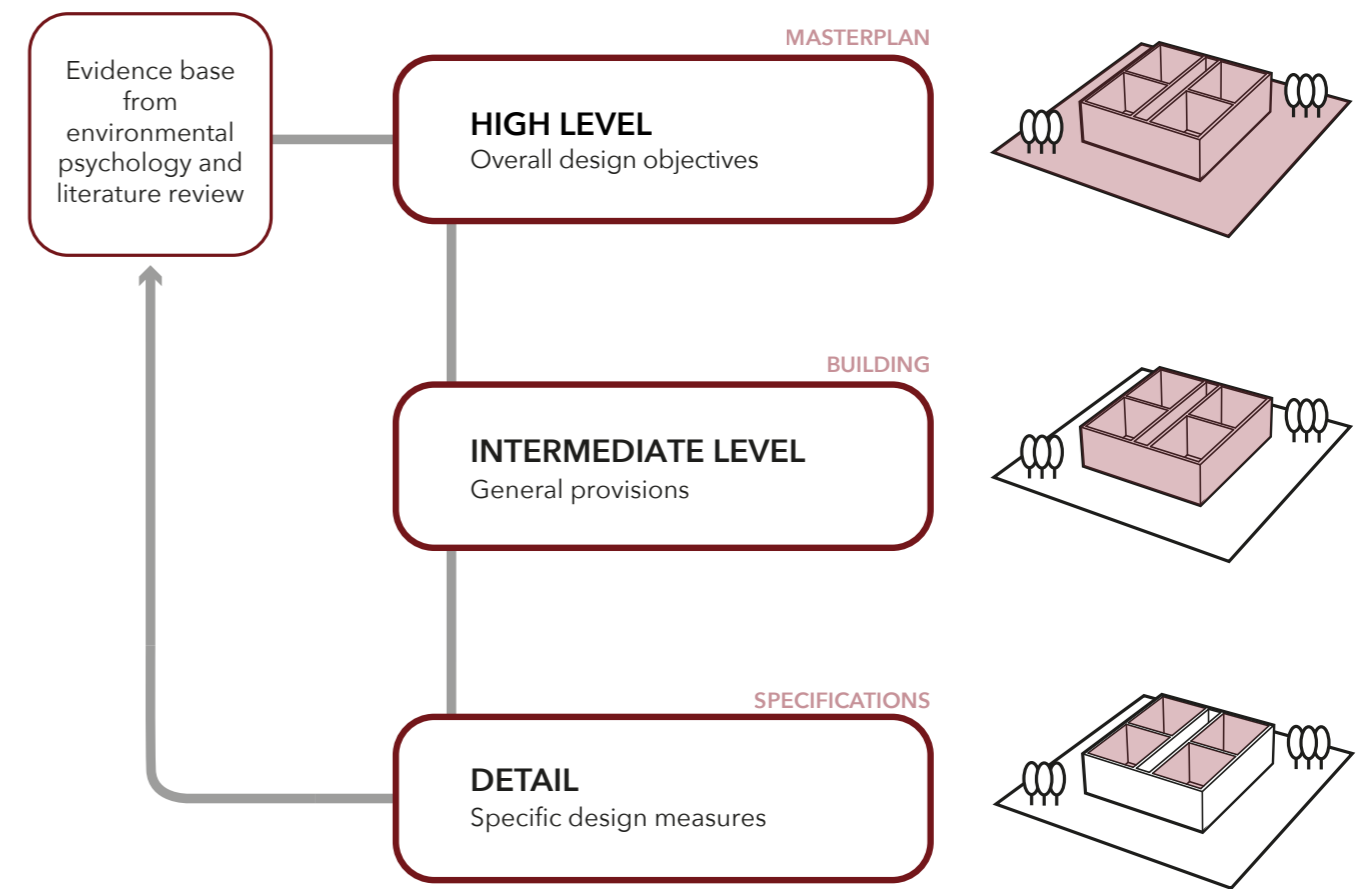 Evidence base
from
environmental
psychology and
literature review
MASTERPLAN
HIGH LEVEL
Overall design objectives
BUILDING
INTERMEDIATE LEVEL
General provisions
SPECIFICATIONS
DETAIL
Specific design measures